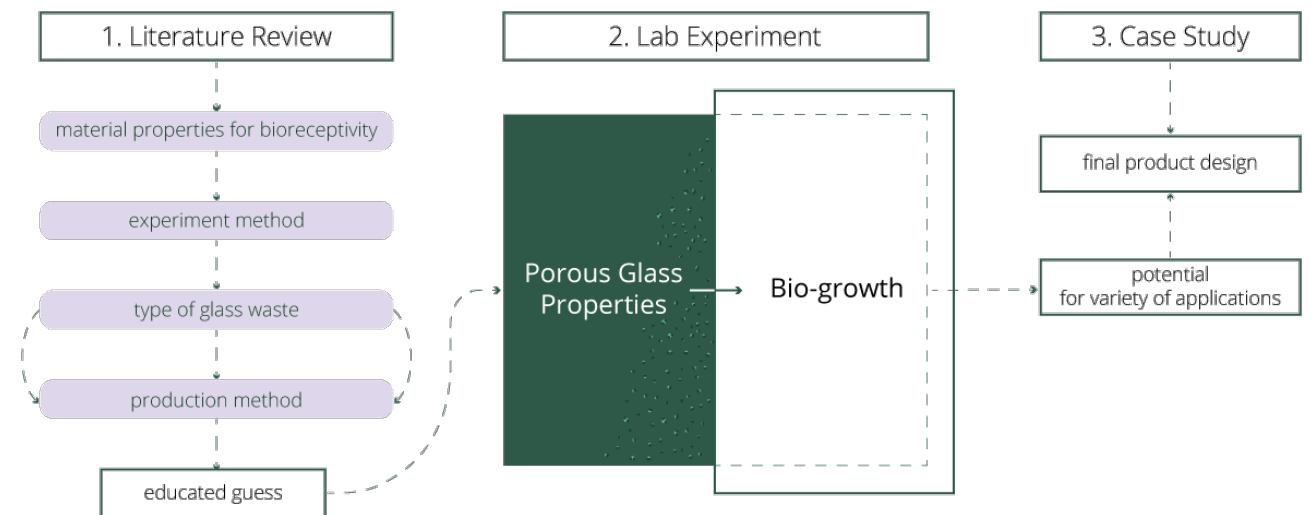 1. Literature Review
material properties for bioreceptivity
experiment method
type of glass waste
production method
educated guess
2. Lab Experiment
Porous Glass
Properties
Bio-growth
3. Case Study
final product design
potential
for variety of applications